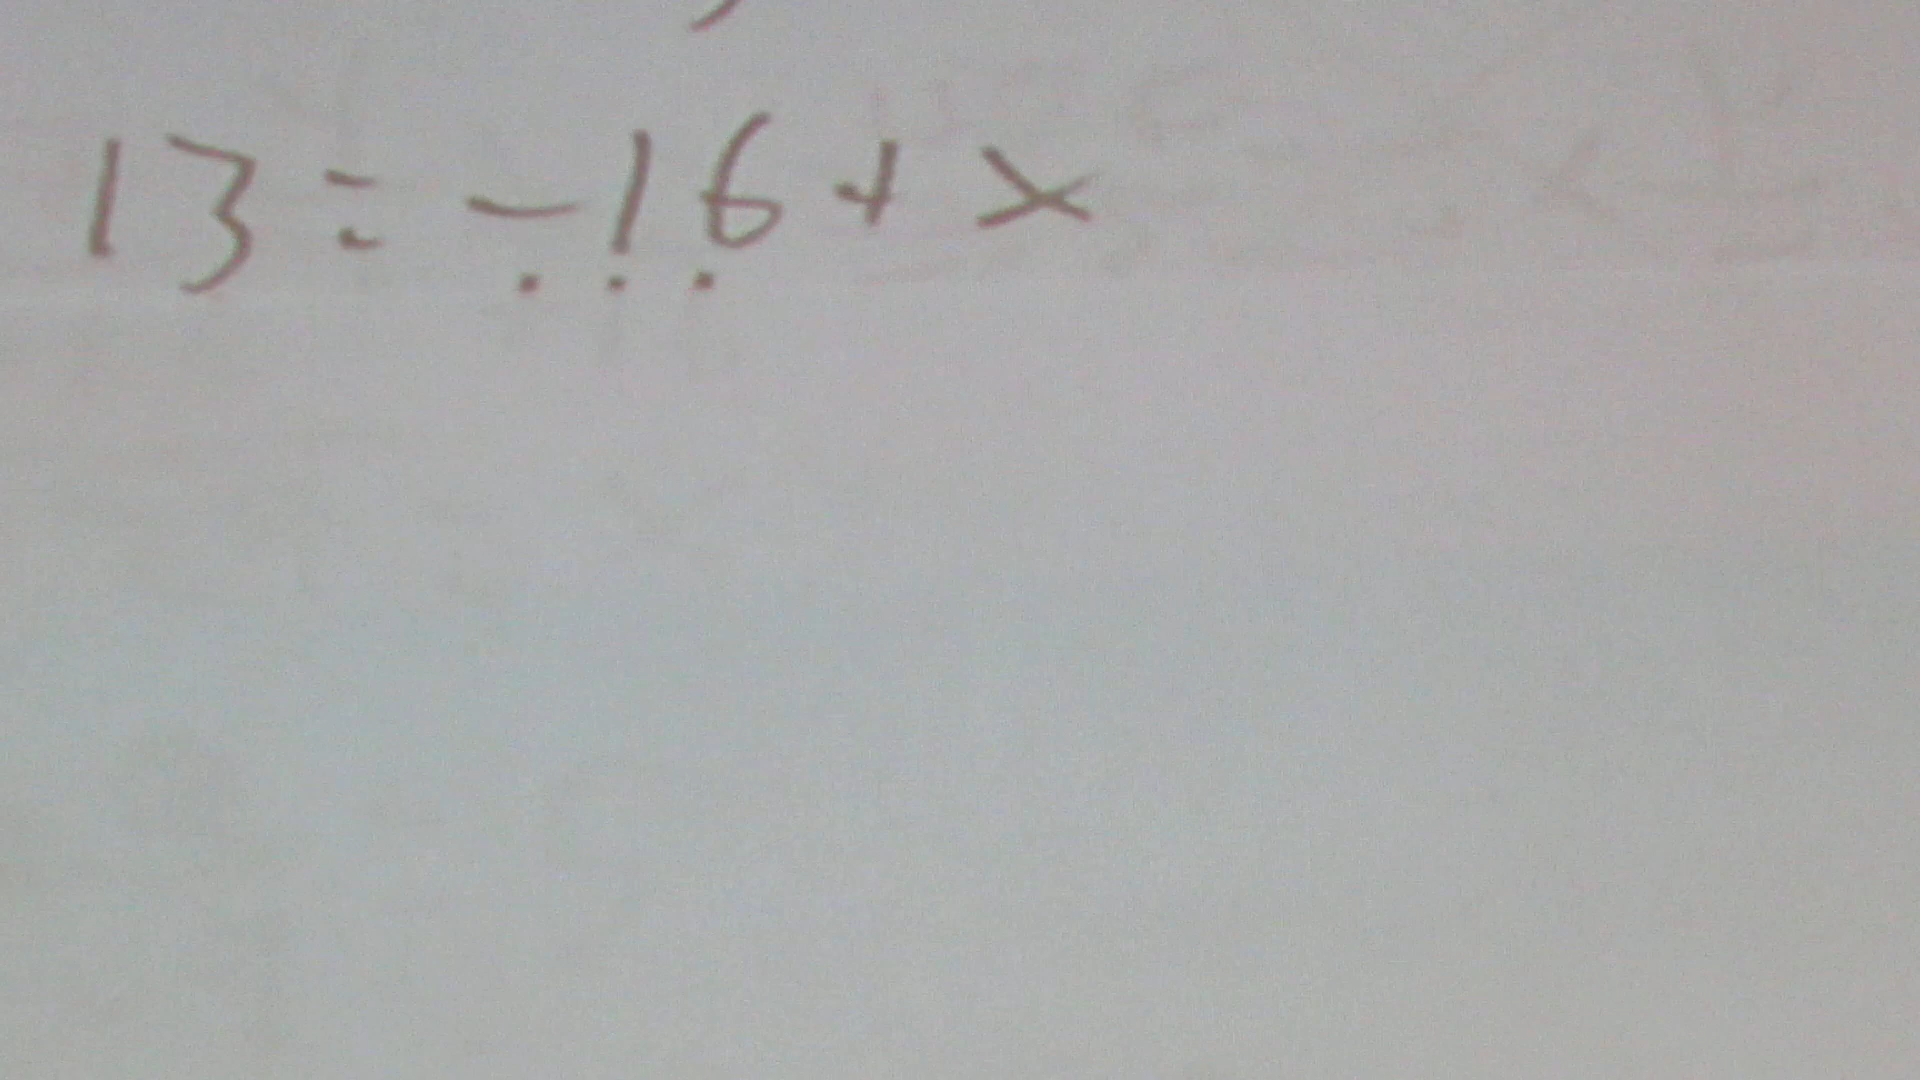 13 = -16 + x